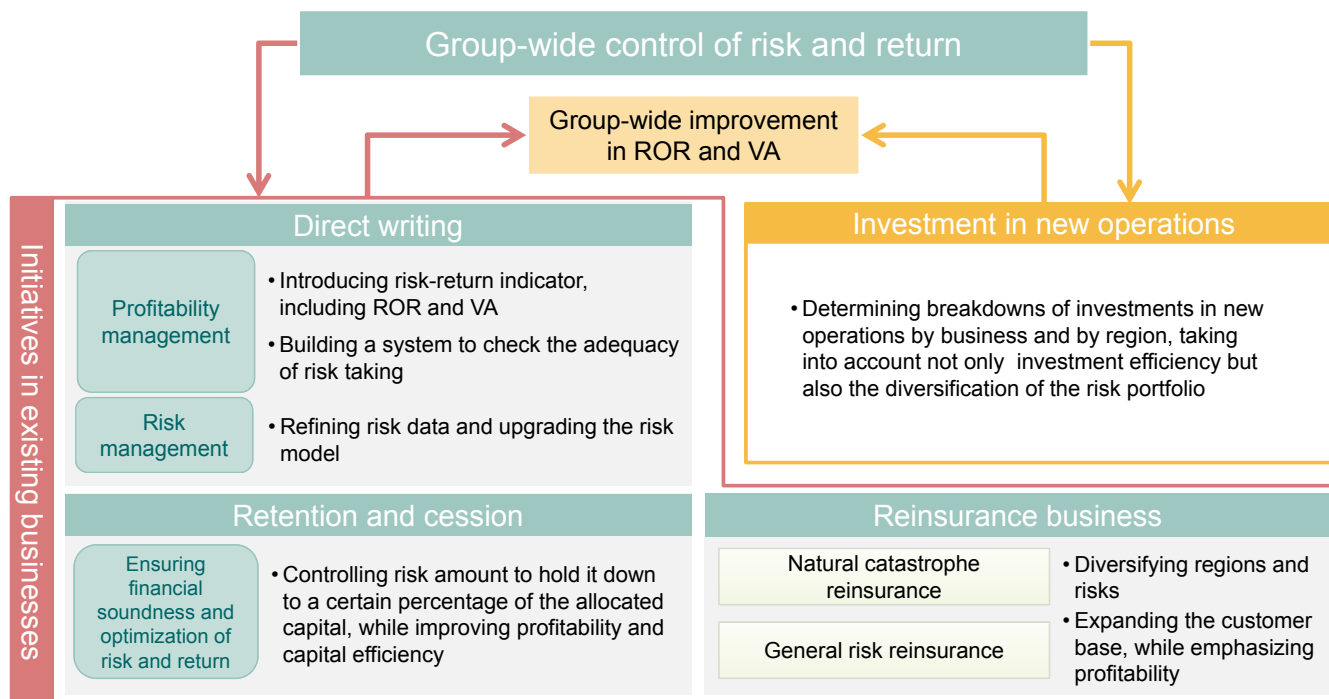 Group-wide control of risk and return
Group-wide improvement
in ROR and VA
Initiatives in existing businesses
Direct writing
Profitability
management
• Introducing risk-return indicator,
including ROR and VA
• Building a system to check the adequacy
of risk taking
Risk
management
• Refining risk data and upgrading the risk
model
Investment in new operations
• Determining breakdowns of investments in new
operations by business and by region, taking
into account not only investment efficiency but
also the diversification of the risk portfolio
Retention and cession
Ensuring
financial
soundness and
optimization of
risk and return
• Controlling risk amount to hold it down
to a certain percentage of the allocated
capital, while improving profitability and
capital efficiency
Reinsurance business
Natural catastrophe
reinsurance
General risk reinsurance
• Diversifying regions and
risks
• Expanding the customer
base, while emphasizing
profitability